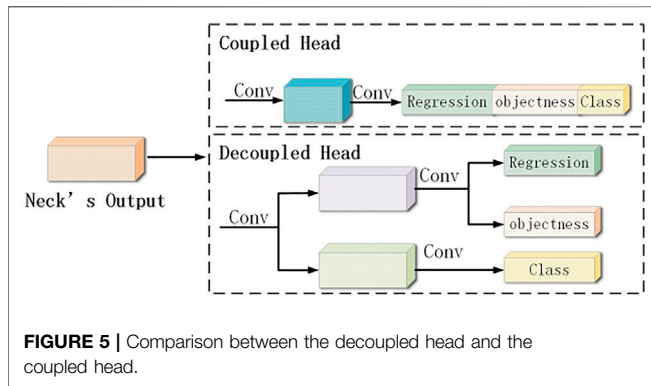 Coupled Head
Conv
Conv
Regression objectness Class
Decoupled Head
Neck's Output
Conv
Conv
Regression
objectness
Conv
Class
FIGURE 5 | Comparison between the decoupled head and the
coupled head.